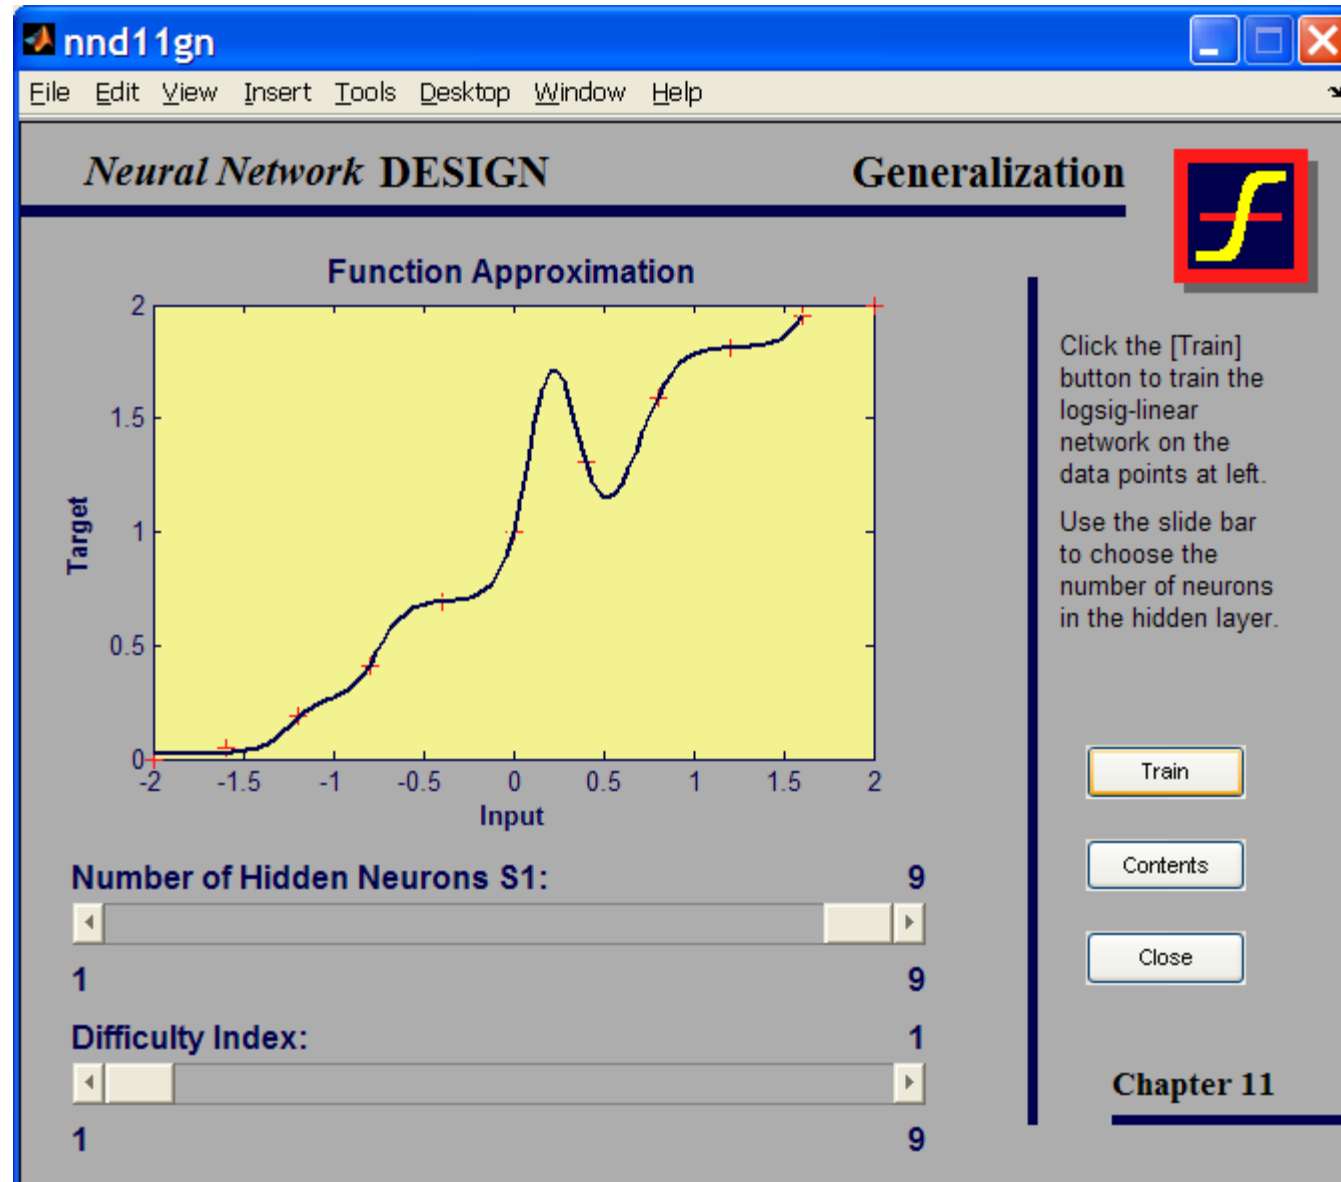 nnd11gn
File Edit View Insert Tools Desktop Window Help
Neural Network DESIGN
Generalization
Function Approximation
2
1.5
1
0.5
0
Target
-2 -1.5 -1 -0.5 0 0.5 1 1.5 2
Input
Click the [Train]
button to train the
logsig-linear
network on the
data points at left.
Use the slide bar
to choose the
number of neurons
in the hidden layer.
Number of Hidden Neurons S1: 9
1 9
Difficulty Index: 1
1 9
Train
Contents
Close
Chapter 11